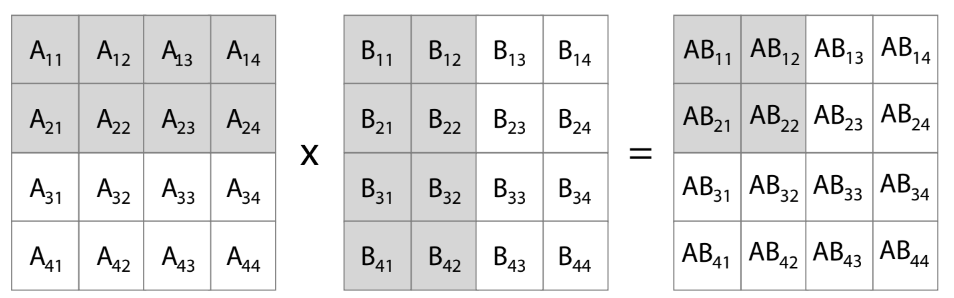 A11 A12 A13 A14 B11 B12 B13 B14 AB11 AB12 AB13 AB14
A21 A22 A23 A24 B21 B22 B23 B24 AB21 AB22 AB23 AB24
x =
A31 A32 A33 A34 B31 B32 B33 B34 AB31 AB32 AB33 AB34
A41 A42 A43 A44 B41 B42 B43 B44 AB41 AB42 AB43 AB44